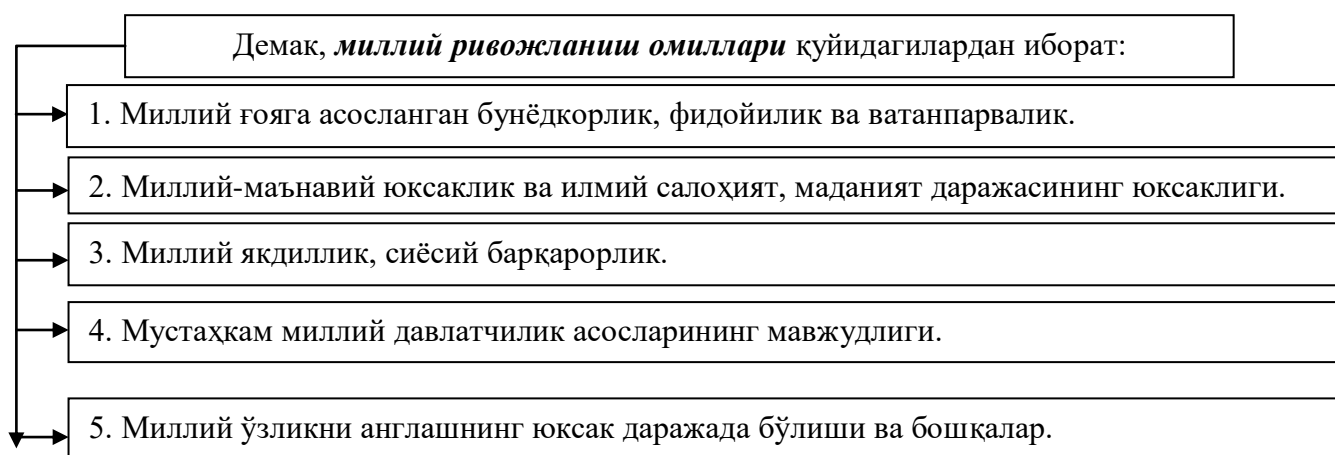 Демак, миллий ривожланиш омиллари қуйидагилардан иборат:
1. Миллий ғояга асосланган бунёдкорлик, фидойилик ва ватанпарвалик.
2. Миллий-маънавий юксаклик ва илмий салоҳият, маданият даражасининг юксаклиги.
3. Миллий якдиллик, сиёсий барқарорлик.
4. Мустаҳкам миллий давлатчилик асосларининг мавжудлиги.
5. Миллий ўзликни англашнинг юксак даражада бўлиши ва бошқалар.